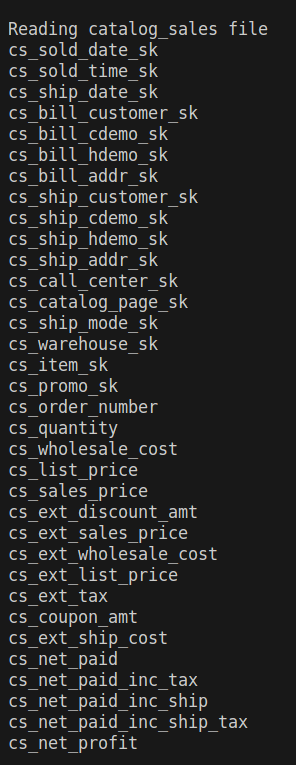 Reading catalog_sales file
cs_sold_date_sk
cs_sold_time_sk
cs_ship_date_sk
cs_bill_customer_sk
cs_bill_cdemo_sk
cs_bill_hdemo_sk
cs_bill_addr_sk
cs_ship_customer_sk
cs_ship_cdemo_sk
cs_ship_hdemo_sk
cs_ship_addr_sk
cs_call_center_sk
cs_catalog_page_sk
cs_ship_mode_sk
cs_warehouse_sk
cs_item_sk
cs_promo_sk
cs_order_number
cs_quantity
cs_wholesale_cost
cs_list_price
cs_sales_price
cs_ext_discount_amt
cs_ext_sales_price
cs_ext_wholesale_cost
cs_ext_list_price
cs_ext_tax
cs_coupon_amt
cs_ext_ship_cost
cs_net_paid
cs_net_paid_inc_tax
cs_net_paid_inc_ship
cs_net_paid_inc_ship_tax
cs_net_profit